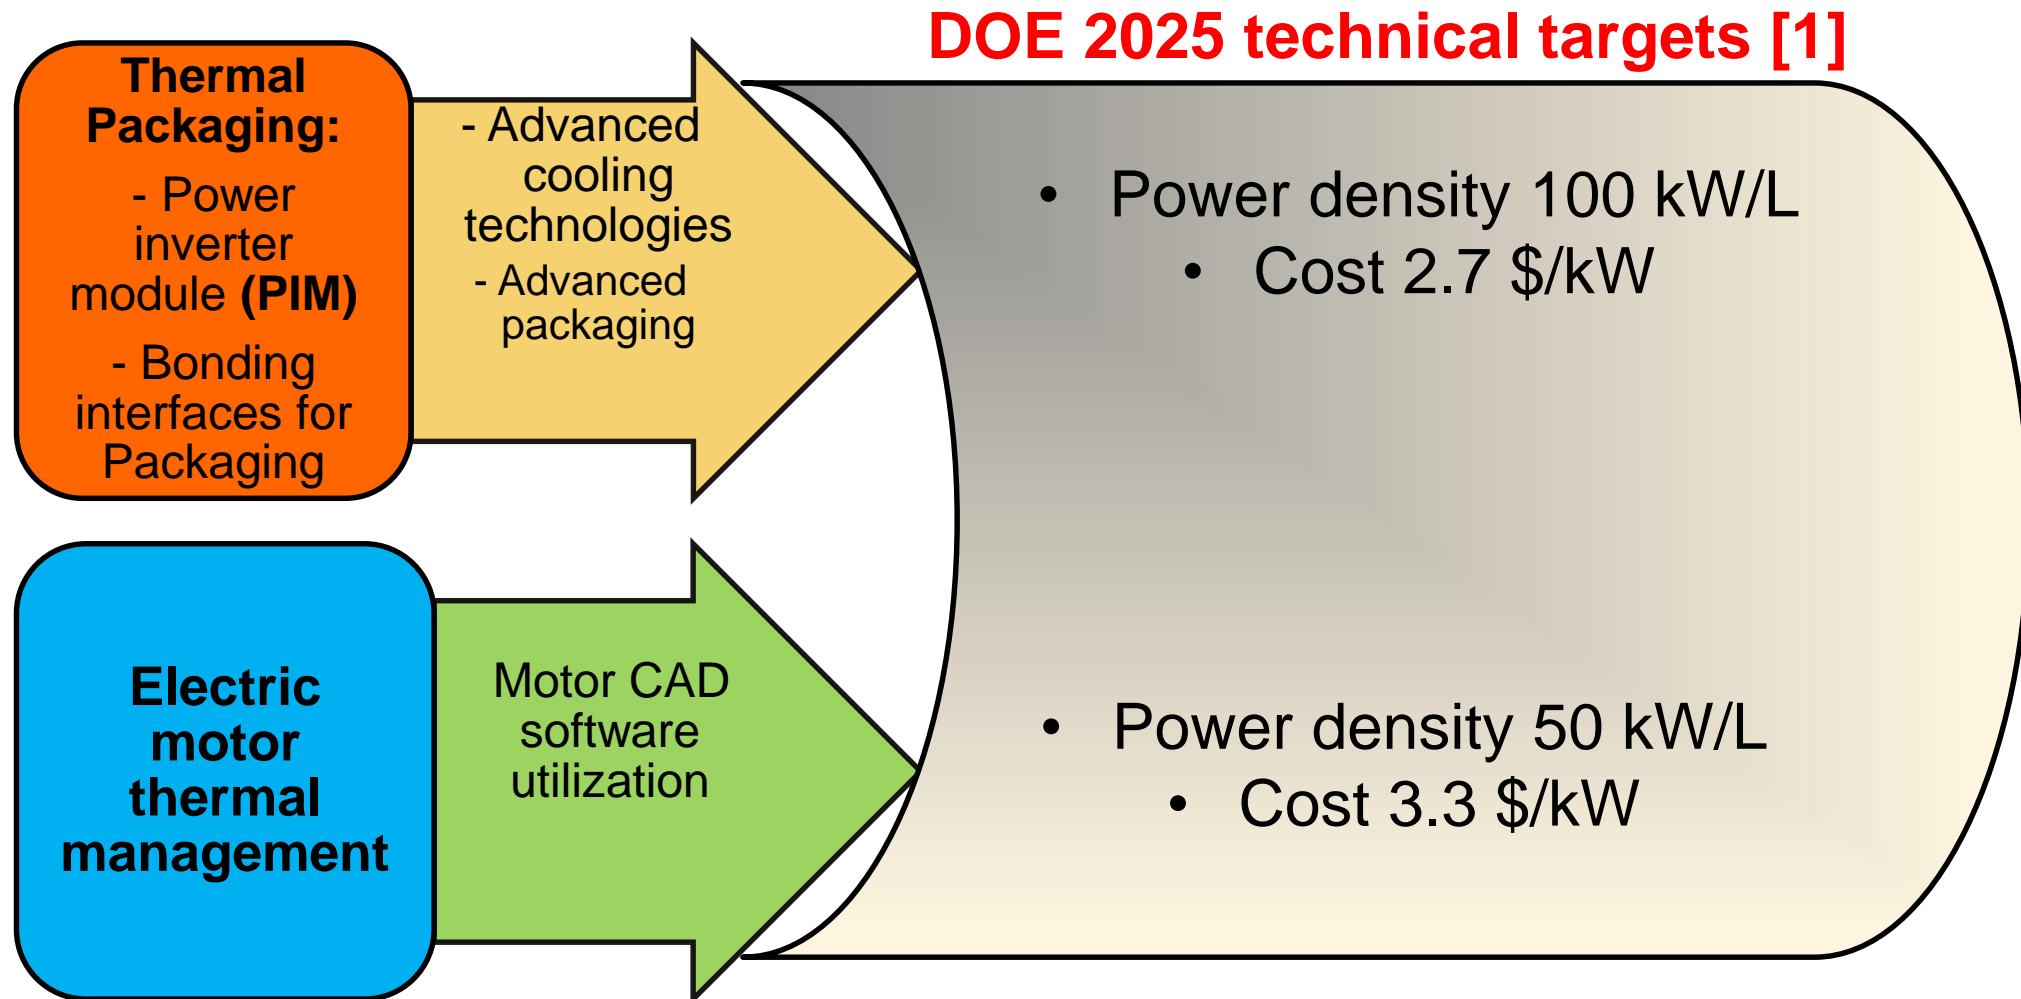 DOE 2025 technical targets [1]
Thermal
Packaging:
- Power
inverter
module (PIM)
- Bonding
interfaces for
Packaging
- Advanced
cooling
technologies
- Advanced
packaging
• Power density 100 kW/L
• Cost 2.7 $/kW
Electric
motor
thermal
management
Motor CAD
software
utilization
• Power density 50 kW/L
• Cost 3.3 $/kW